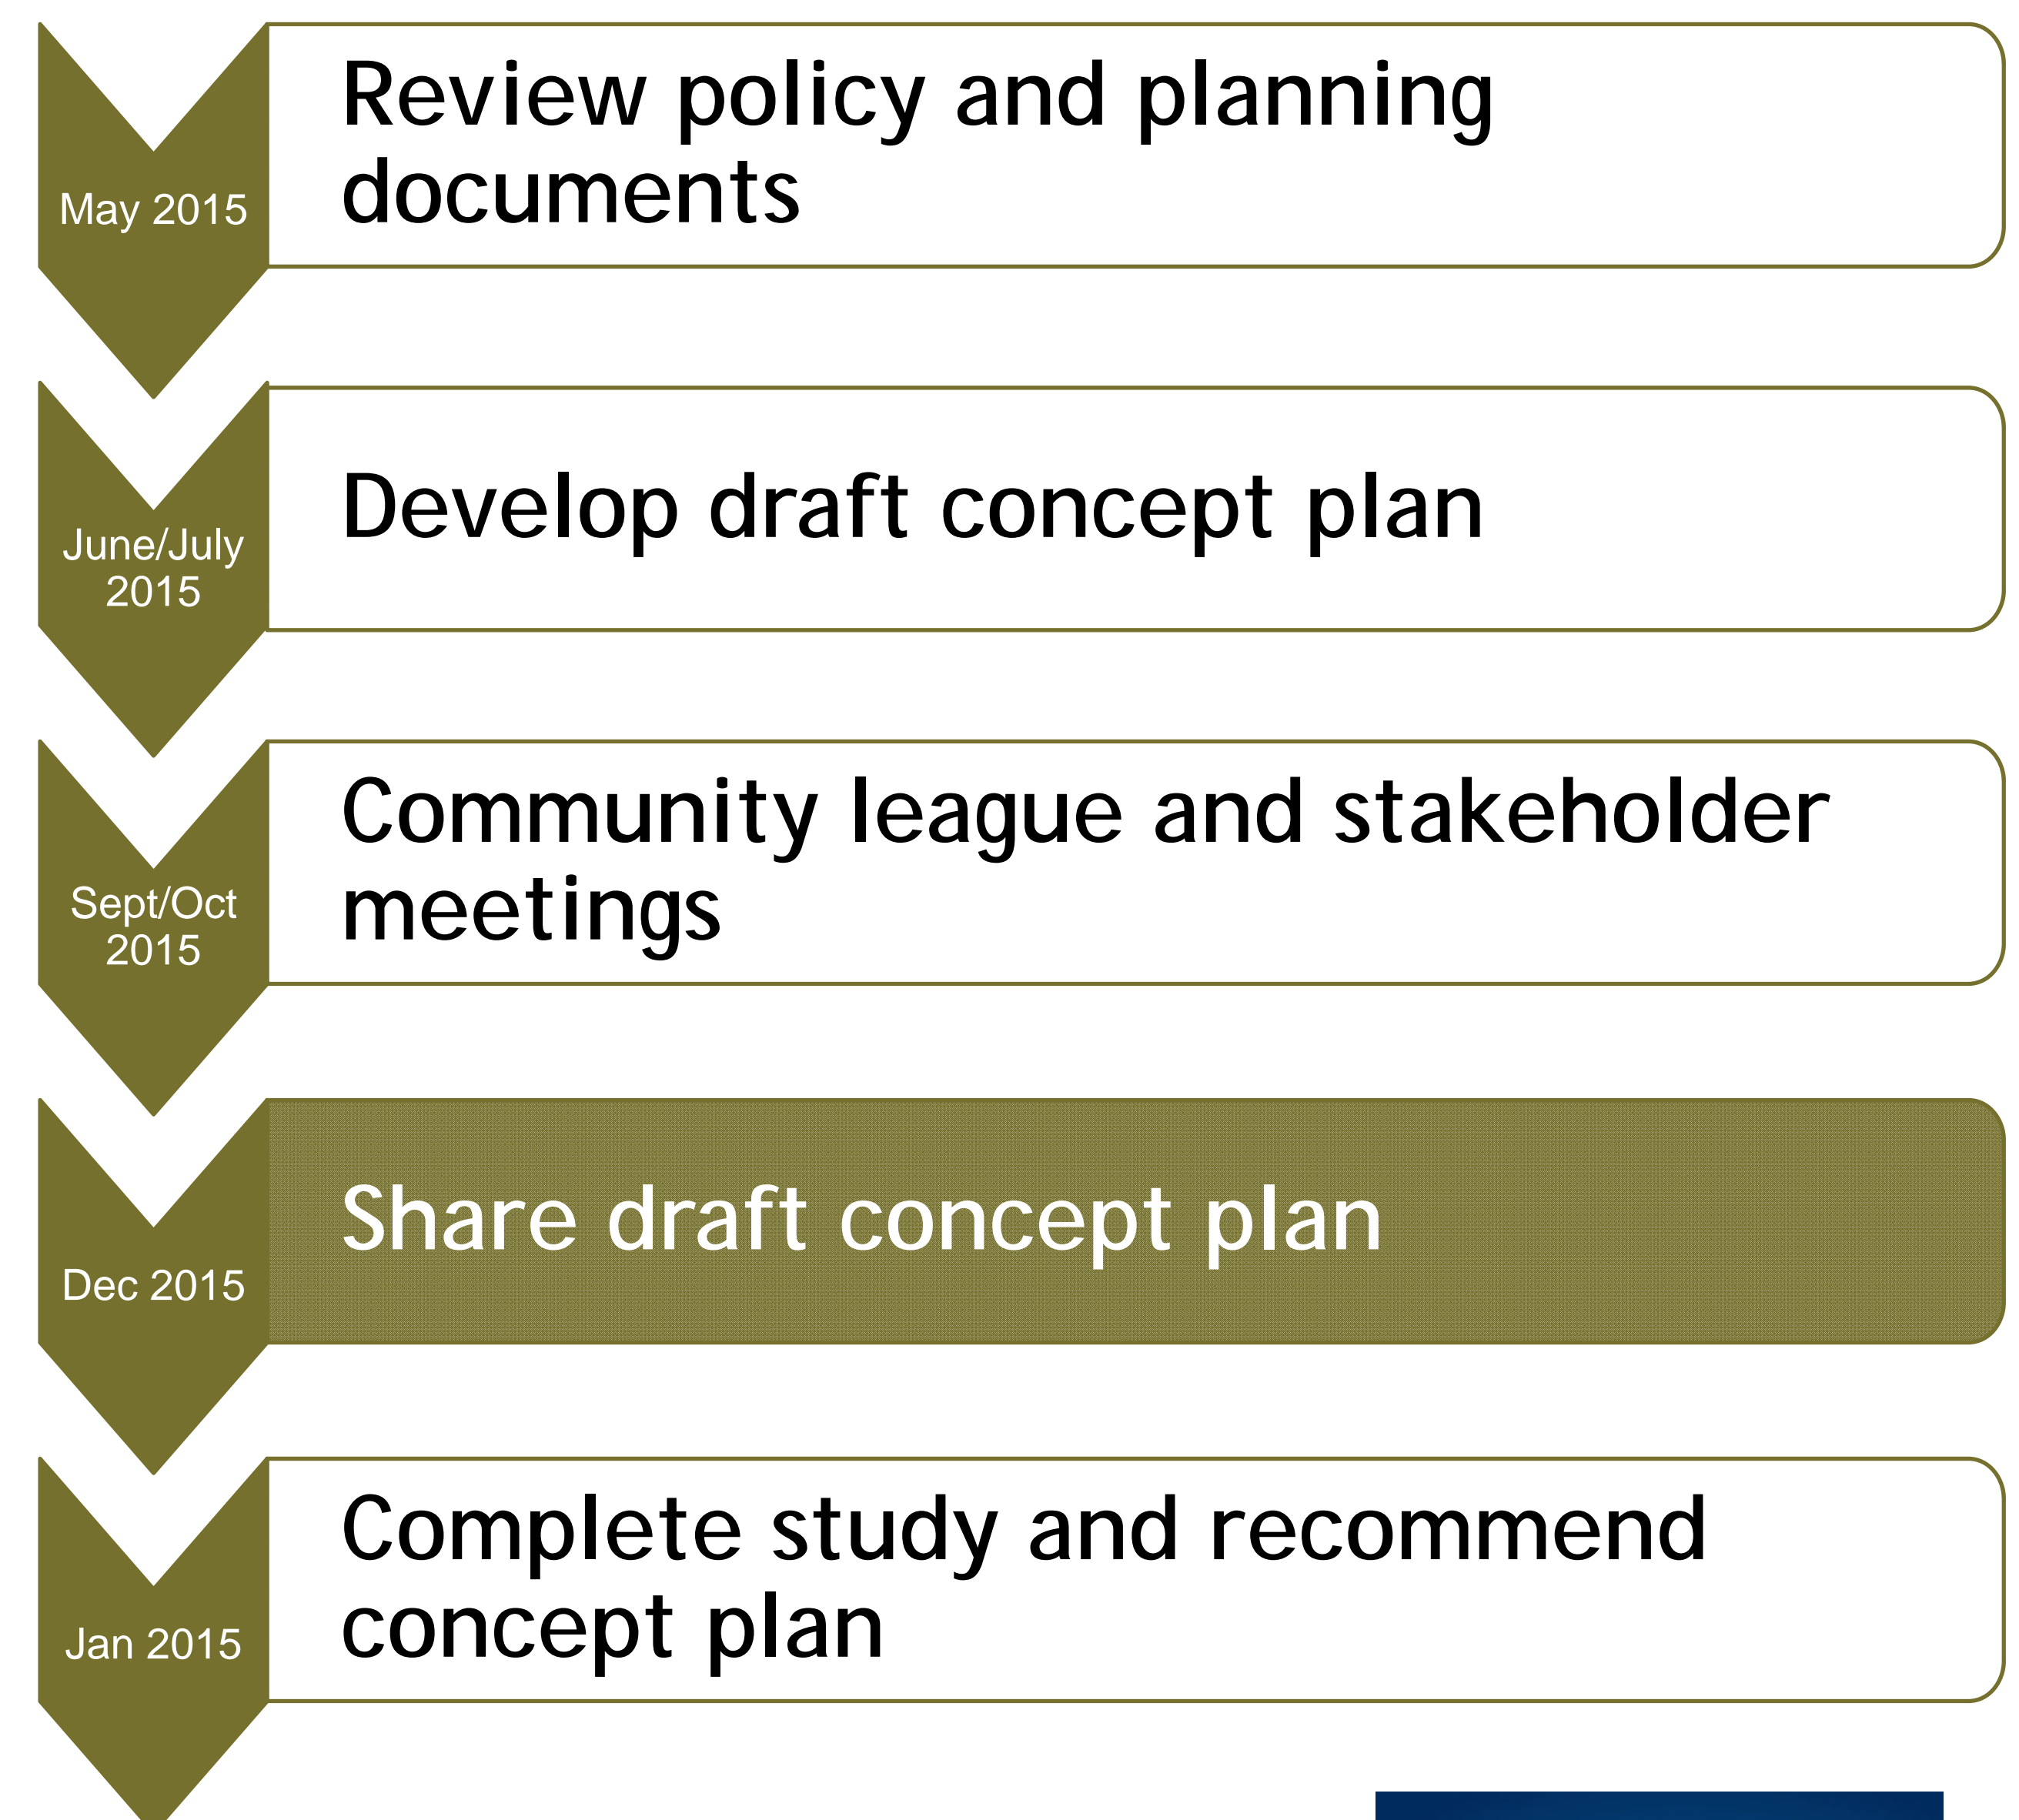 Review policy and planning
documents
May 2015
Develop draft concept plan
June/July
2015
Community league and stakeholder
meetings
Sept/Oct
2015
Share draft concept plan
Dec 2015
Complete study and recommend
concept plan
Jan 2015